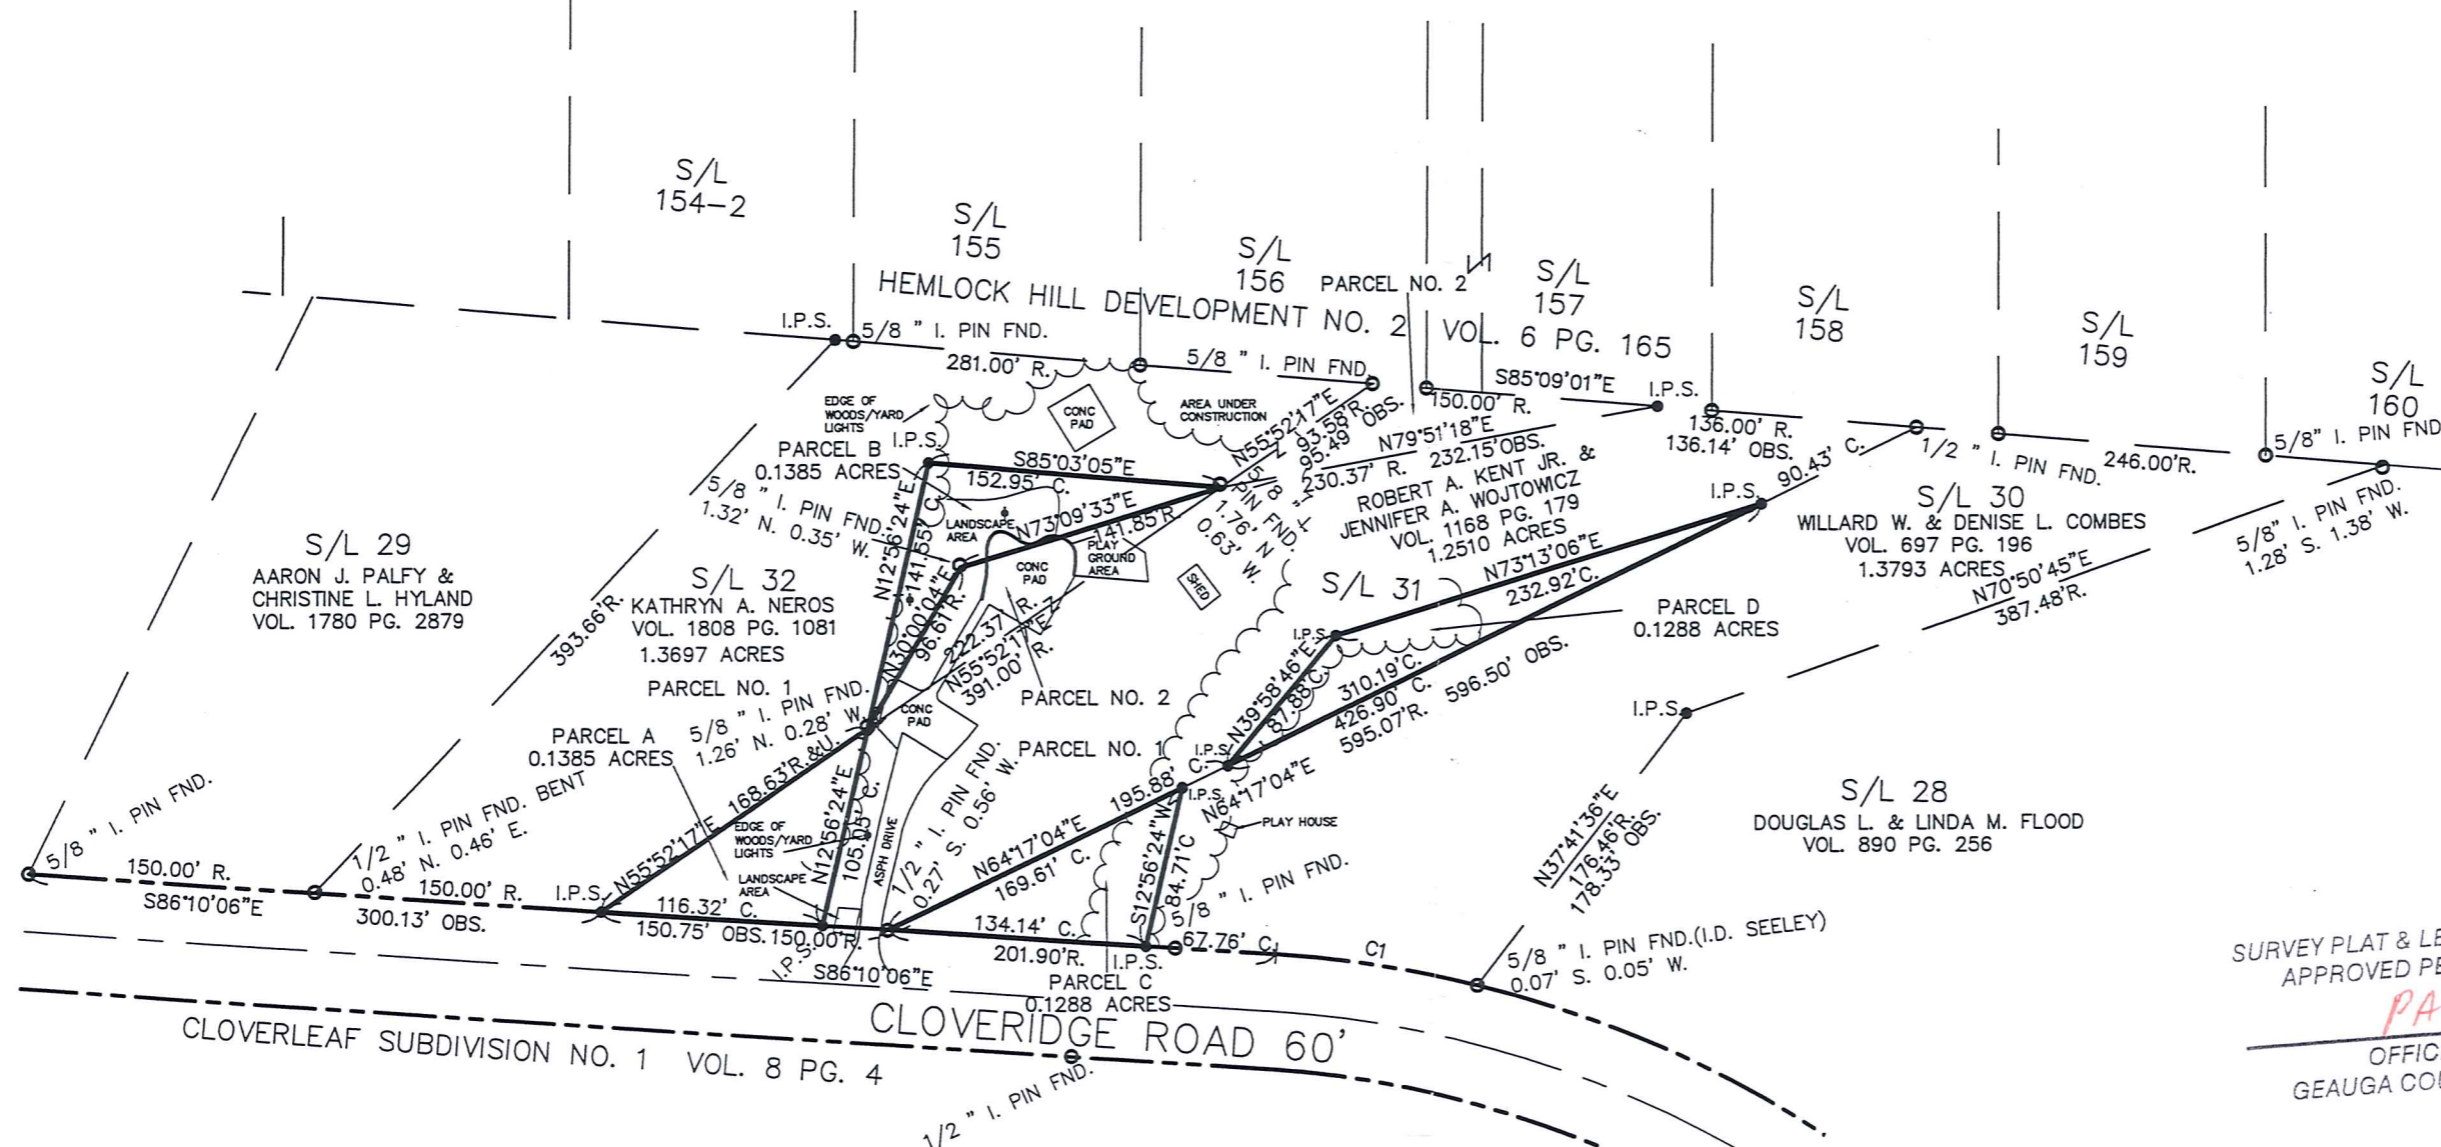 S/L
154-2
S/L
155
S/L
156
PARCEL NO. 2
S/L
157
S/L
158
S/L
159
S/L
160
HEMLOCK HILL DEVELOPMENT NO. 2 VOL. 6 PG. 165
I.P.S.
5/8 " I. PIN FND.
281.00' R.
5/8 " I. PIN FND.
S85°09'01"E
150.00' R.
I.P.S.
136.00' R.
136.14' OBS.
1/2 " I. PIN FND.
246.00'R.
5/8" I. PIN FND
EDGE OF
WOODS/YARD
LIGHTS
CONC
PAD
AREA UNDER
CONSTRUCTION
N55°52'17"E
93.58'R.
95.49' OBS.
N79°51'18"E
230.37' R. 232.15'OBS.
PARCEL B
0.1385 ACRES
I.P.S.
S85°03'05"E
152.95' C.
N73°09'33"E
141.85'R.
5/8 " I. PIN FND.
1.76' N
0.63' W.
ROBERT A. KENT JR. &
JENNIFER A. WOJTOWICZ
VOL. 1168 PG. 179
1.2510 ACRES
S/L 31
90.43' C.
I.P.S.
S/L 30
WILLARD W. & DENISE L. COMBES
VOL. 697 PG. 196
1.3793 ACRES
5/8" I. PIN FND.
1.28' S. 1.38' W.
N70°50'45"E
387.48'R.
5/8 " I. PIN FND.
1.32' N. 0.35' W.
N12°56'24"E
141.55' C.
LANDSCAPE
AREA
PLAY
GROUND
AREA
CONC
PAD
SHED
S/L 29
AARON J. PALFY &
CHRISTINE L. HYLAND
VOL. 1780 PG. 2879
393.66'R.
S/L 32
KATHRYN A. NEROS
VOL. 1808 PG. 1081
1.3697 ACRES
PARCEL NO. 1
N30°00'04"E
96.61'R.
222.37' R.
N55°52'17"E
391.00' R.
PARCEL NO. 2
N73°13'06"E
232.92'C.
PARCEL D
0.1288 ACRES
I.P.S.
N39°58'46"E
87.88'C.
310.19'C.
426.90' C.
595.07'R. 596.50' OBS.
N64°17'04"E
I.P.S.
PARCEL A
0.1385 ACRES
5/8 " I. PIN FND.
1.26' N. 0.28' W.
CONC
PAD
PARCEL NO. 1
I.P.S.
195.88' C.
I.P.S.
168.63'R.&U.
N55°52'17"E
N12°56'24"E
105.05' C.
EDGE OF
WOODS/YARD
LIGHTS
LANDSCAPE
AREA
ASPH DRIVE
1/2 " I. PIN FND.
0.27' S. 0.56' W.
N64°17'04"E
169.61' C.
S12°56'24"W
84.71'C
PLAY HOUSE
5/8 " I. PIN FND.
S/L 28
DOUGLAS L. & LINDA M. FLOOD
VOL. 890 PG. 256
N37°41'36"E
176.46'R.
178.33' OBS.
5/8 " I. PIN FND.
1/2 " I. PIN FND. BENT
0.48' N. 0.46' E.
150.00' R.
S86°10'06"E
150.00' R.
300.13' OBS.
I.P.S.
116.32' C.
150.75' OBS.
150.00'R.
I.P.S.
S86°10'06"E
134.14' C.
201.90'R.
I.P.S.
67.76' C.
C1
5/8 " I. PIN FND.(I.D. SEELEY)
0.07' S. 0.05' W.
PARCEL C
0.1288 ACRES
CLOVERIDGE ROAD 60'
CLOVERLEAF SUBDIVISION NO. 1 VOL. 8 PG. 4
1/2 " I. PIN FND.
SURVEY PLAT & LE
APPROVED PE
PA
OFFIC
GEAUGA COU